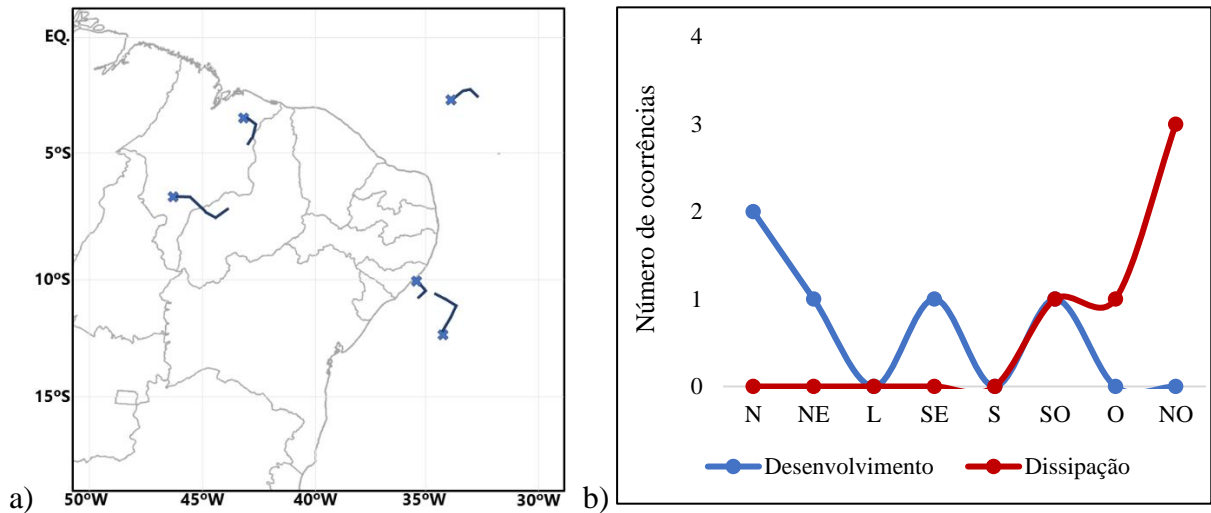 EQ.
5ºS
10ºS
15ºS
50ºW 45ºW 40ºW 35ºW 30ºW
a)
Número de ocorrências
4
3
2
1
0
N NE L SE S SO O NO
Desenvolvimento Dissipação
b)